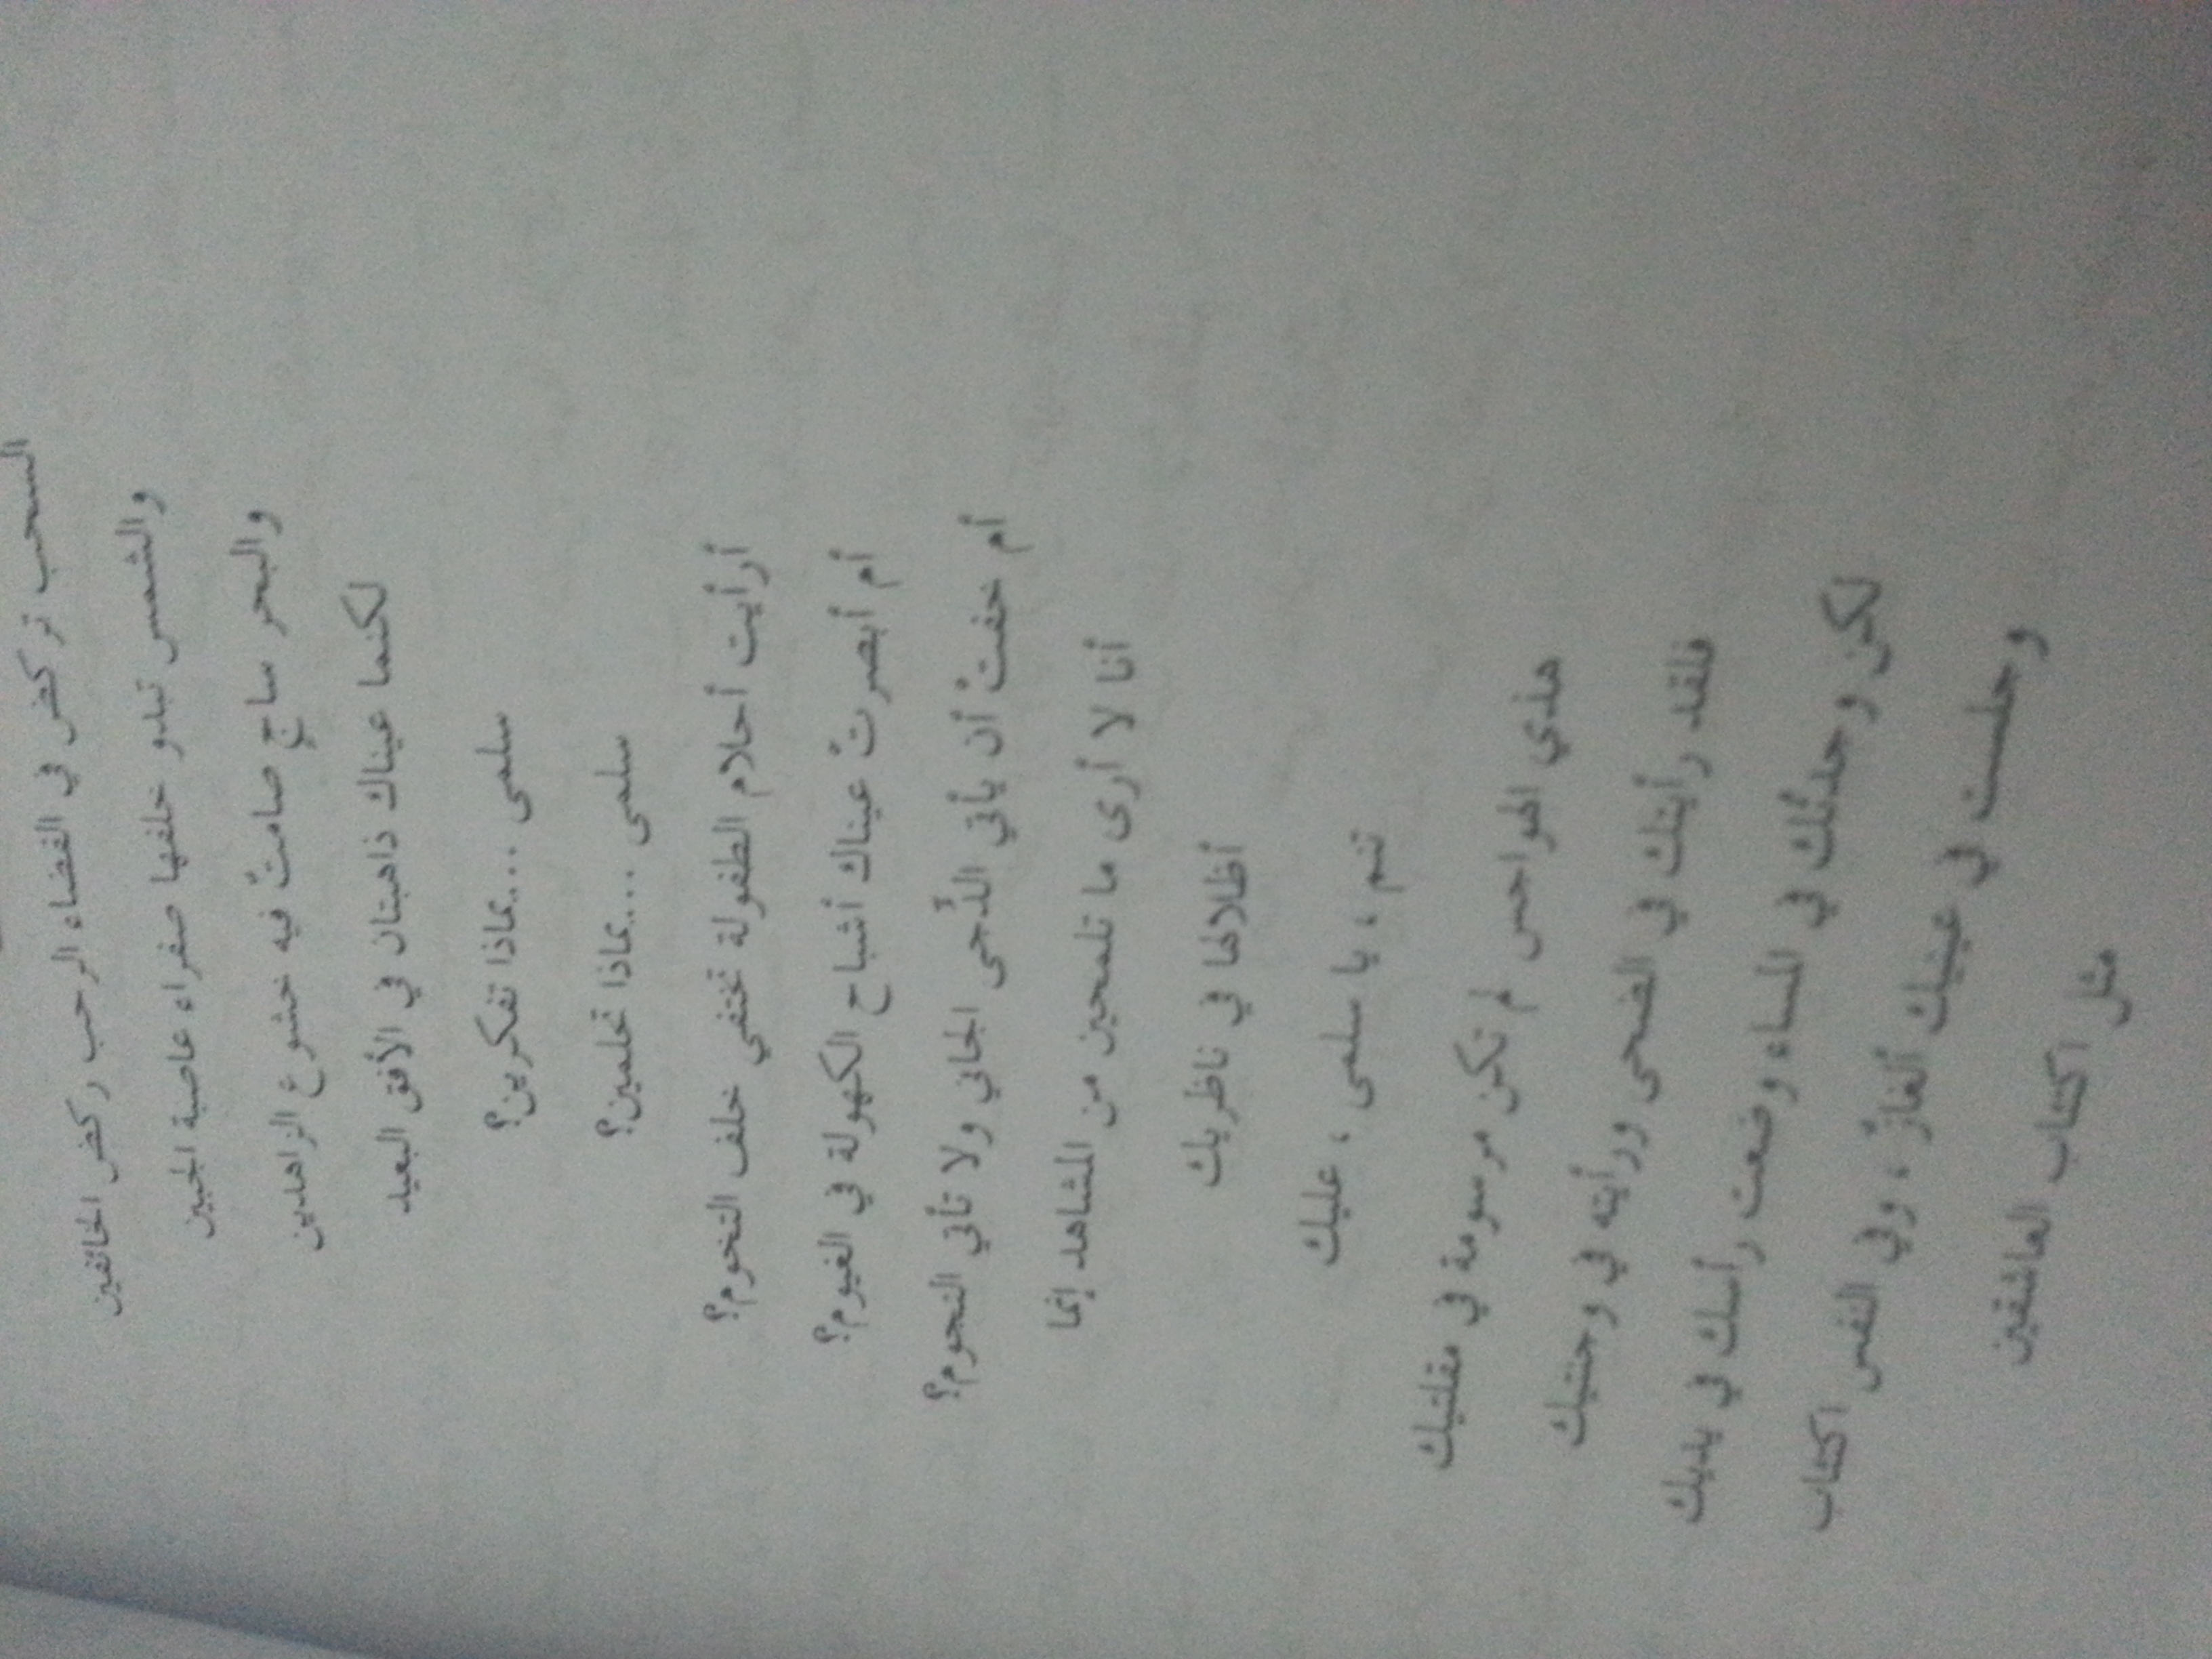 السحب تركض في الفضاء الرحب ركض الخائفين
والشمس تبدو خلفها صفراء عاصبة الجبين
والبحر ساجٍ صامتٌ فيه خشوع الزاهدين
لكنما عيناك ذاهبتان في الأفق البعيد
سلمى ...بماذا تفكرين؟
سلمى ...بماذا تحلمين؟
أرأيت أحلام الطفولة تختفي خلف التخوم؟
أم أبصرتْ عيناك أشباح الكهولة في الغيوم؟
أم خفتْ أن يأتي الدُّجى الجاني ولا تأتي النجوم؟
أنا لا أرى ما تلمحين من المشاهد إنما
أظلالها في ناظريك
تنم ، يا سلمى ، عليك
هذي الهواجس لم تكن مرسومة في مقلتيك
فلقد رأيتك في الضحى ورأيته في وجنتيك
لكن وجدتُك في المساء وضعت رأسك في يديك
وجلست في عينيك ألغازٌ ، وفي النفس اكتئاب
مثل اكتئاب العاشقين